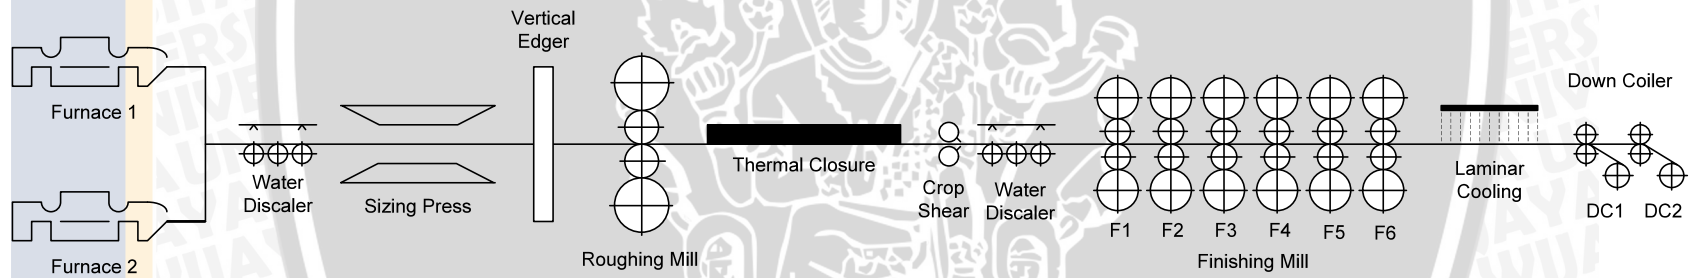 Furnace 1
Furnace 2
Water
Discaler
Sizing Press
Vertical
Edger
Roughing Mill
Thermal Closure
Crop
Shear
Water
Discaler
F1
F2
F3
F4
F5
F6
Finishing Mill
Laminar
Cooling
Down Coiler
DC1
DC2